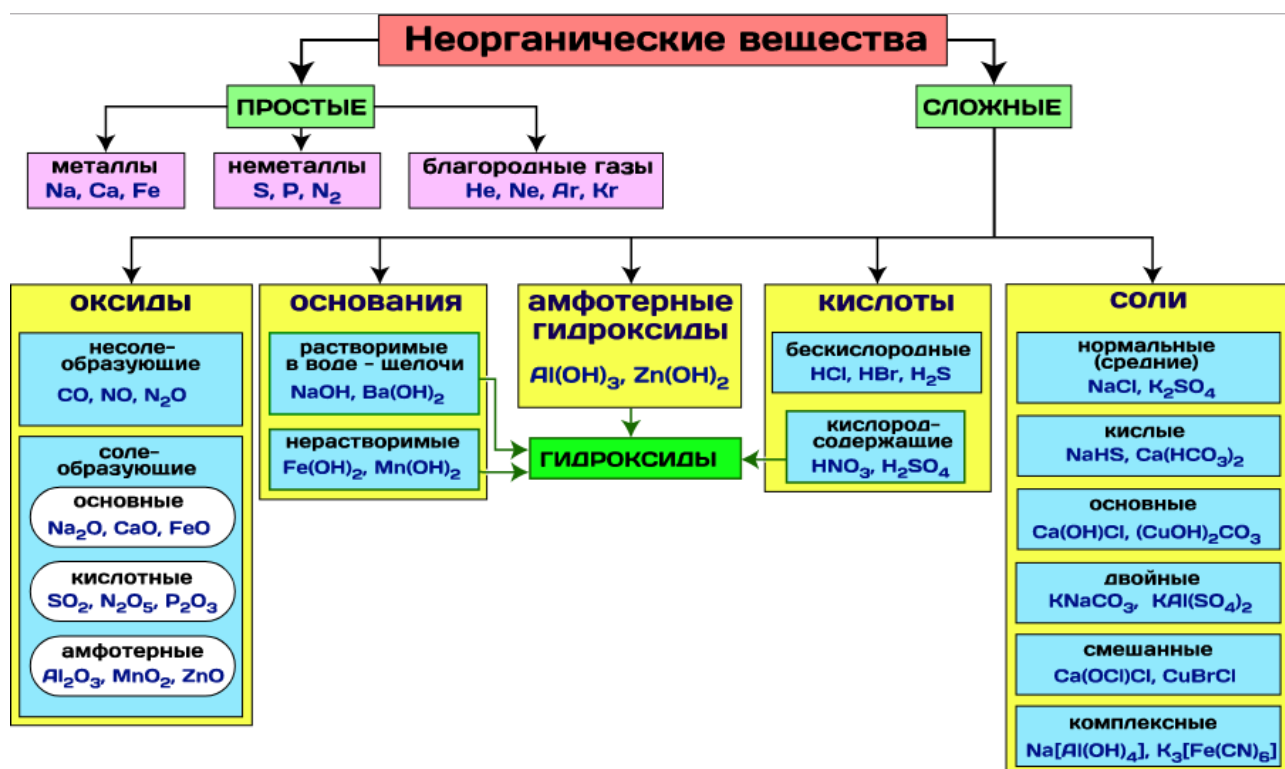 Неорганические вещества
ПРОСТЫЕ
СЛОЖНЫЕ
металлы
Na, Ca, Fe
неметаллы
S, P, N₂
благородные газы
He, Ne, Ar, Kr
оксиды
несоле-
образующие
CO, NO, N₂O
соле-
образующие
основные
Na₂O, CaO, FeO
кислотные
SO₂, N₂O₅, P₂O₃
амфотерные
Al₂O₃, MnO₂, ZnO
основания
растворимые
в воде – щелочи
NaOH, Ba(OH)₂
нерастворимые
Fe(OH)₂, Mn(OH)₂
амфотерные
гидроксиды
Al(OH)₃, Zn(OH)₂
ГИДРОКСИДЫ
кислоты
бескислородные
HCl, HBr, H₂S
кислород-
содержащие
HNO₃, H₂SO₄
соли
нормальные
(средние)
NaCl, K₂SO₄
кислые
NaHS, Ca(HCO₃)₂
основные
Ca(OH)Cl, (CuOH)₂CO₃
двойные
KNaCO₃, KAl(SO₄)₂
смешанные
Ca(OCl)Cl, CuBrCl
комплексные
Na[Al(OH)₄], K₃[Fe(CN)₆]